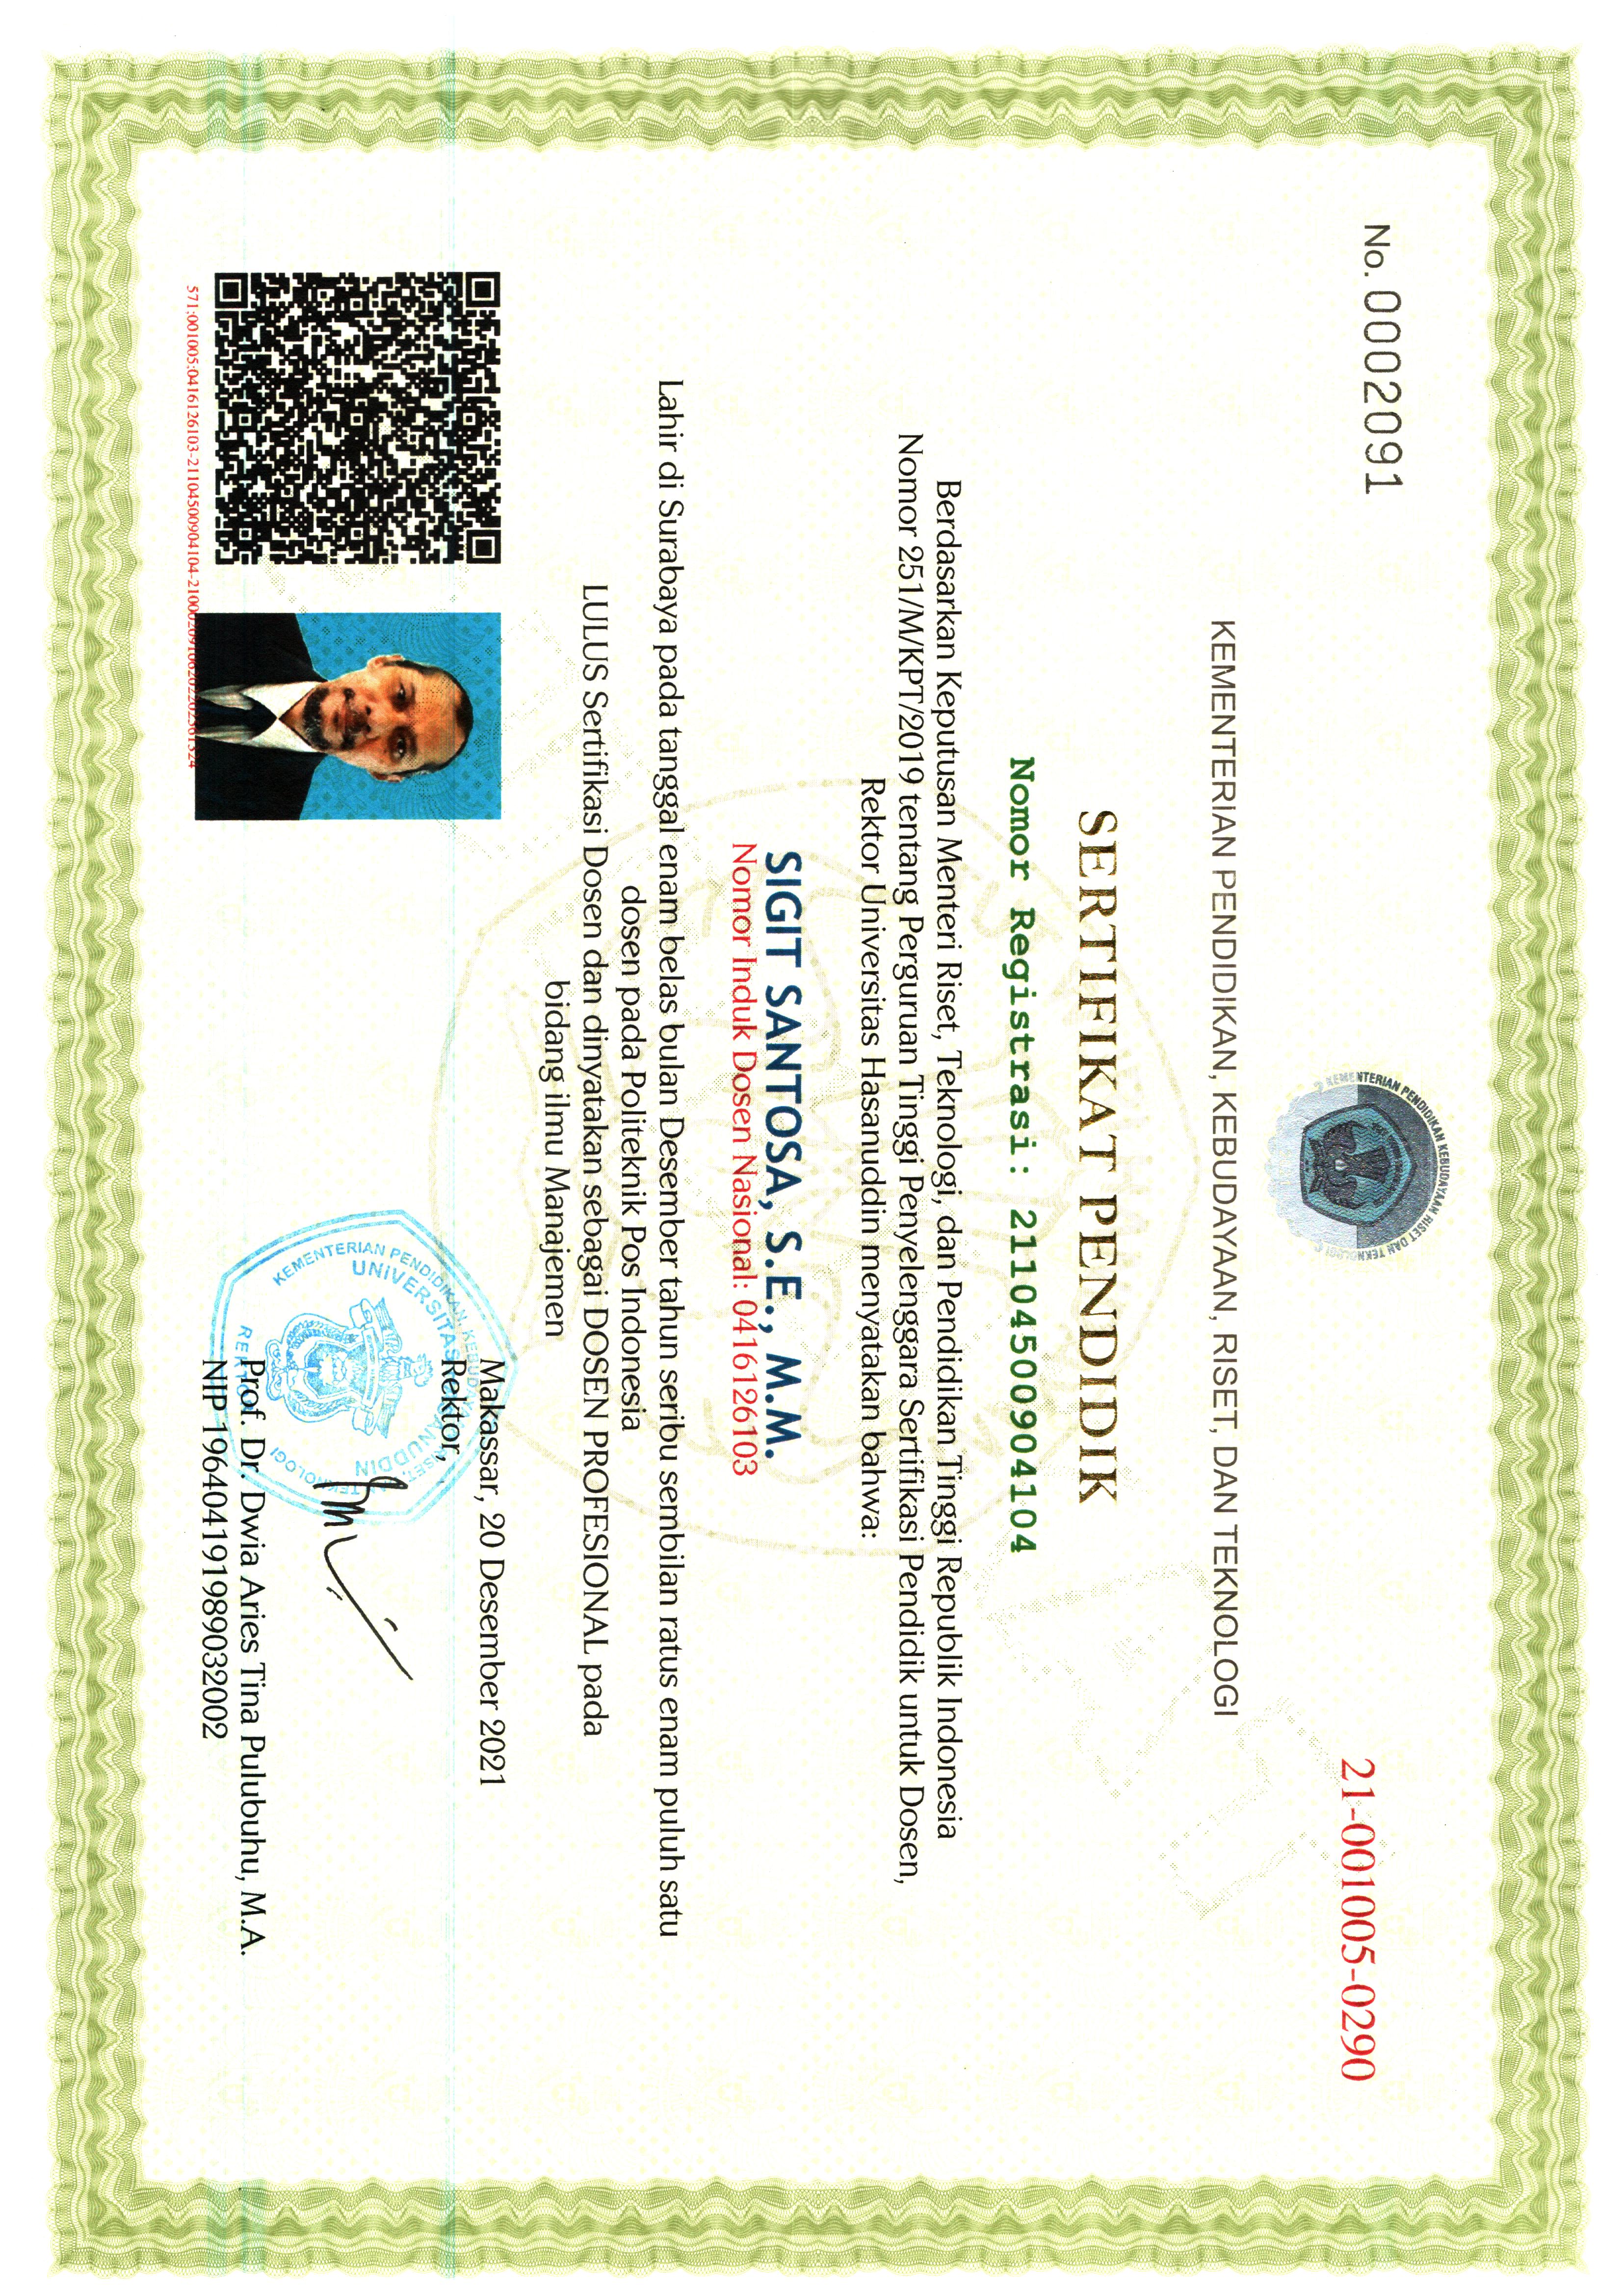 KEMENTERIAN PENDIDIKAN KEBUDAYAAN RISET DAN TEKNOLOGI
No. 0002091
21-001005-0290
KEMENTERIAN PENDIDIKAN, KEBUDAYAAN, RISET, DAN TEKNOLOGI
SERTIFIKAT PENDIDIK
Nomor Registrasi: 21104500904104
Berdasarkan Keputusan Menteri Riset, Teknologi, dan Pendidikan Tinggi Republik Indonesia
Nomor 251/M/KPT/2019 tentang Perguruan Tinggi Penyelenggara Sertifikasi Pendidik untuk Dosen,
Rektor Universitas Hasanuddin menyatakan bahwa:
SIGIT SANTOSA, S.E., M.M.
Nomor Induk Dosen Nasional: 0416126103
Lahir di Surabaya pada tanggal enam belas bulan Desember tahun seribu sembilan ratus enam puluh satu
dosen pada Politeknik Pos Indonesia
LULUS Sertifikasi Dosen dan dinyatakan sebagai DOSEN PROFESIONAL pada
bidang ilmu Manajemen
Makassar, 20 Desember 2021
Rektor,
KEMENTERIAN PENDIDIKAN, KEBUDAYAAN, RISET, TEKNOLOGI
UNIVERSITAS HASANUDDIN
REKTOR
Prof. Dr. Dwia Aries Tina Pulubuhu, M.A.
NIP 196404191989032002
571:001005:0416126103-21104500904104-